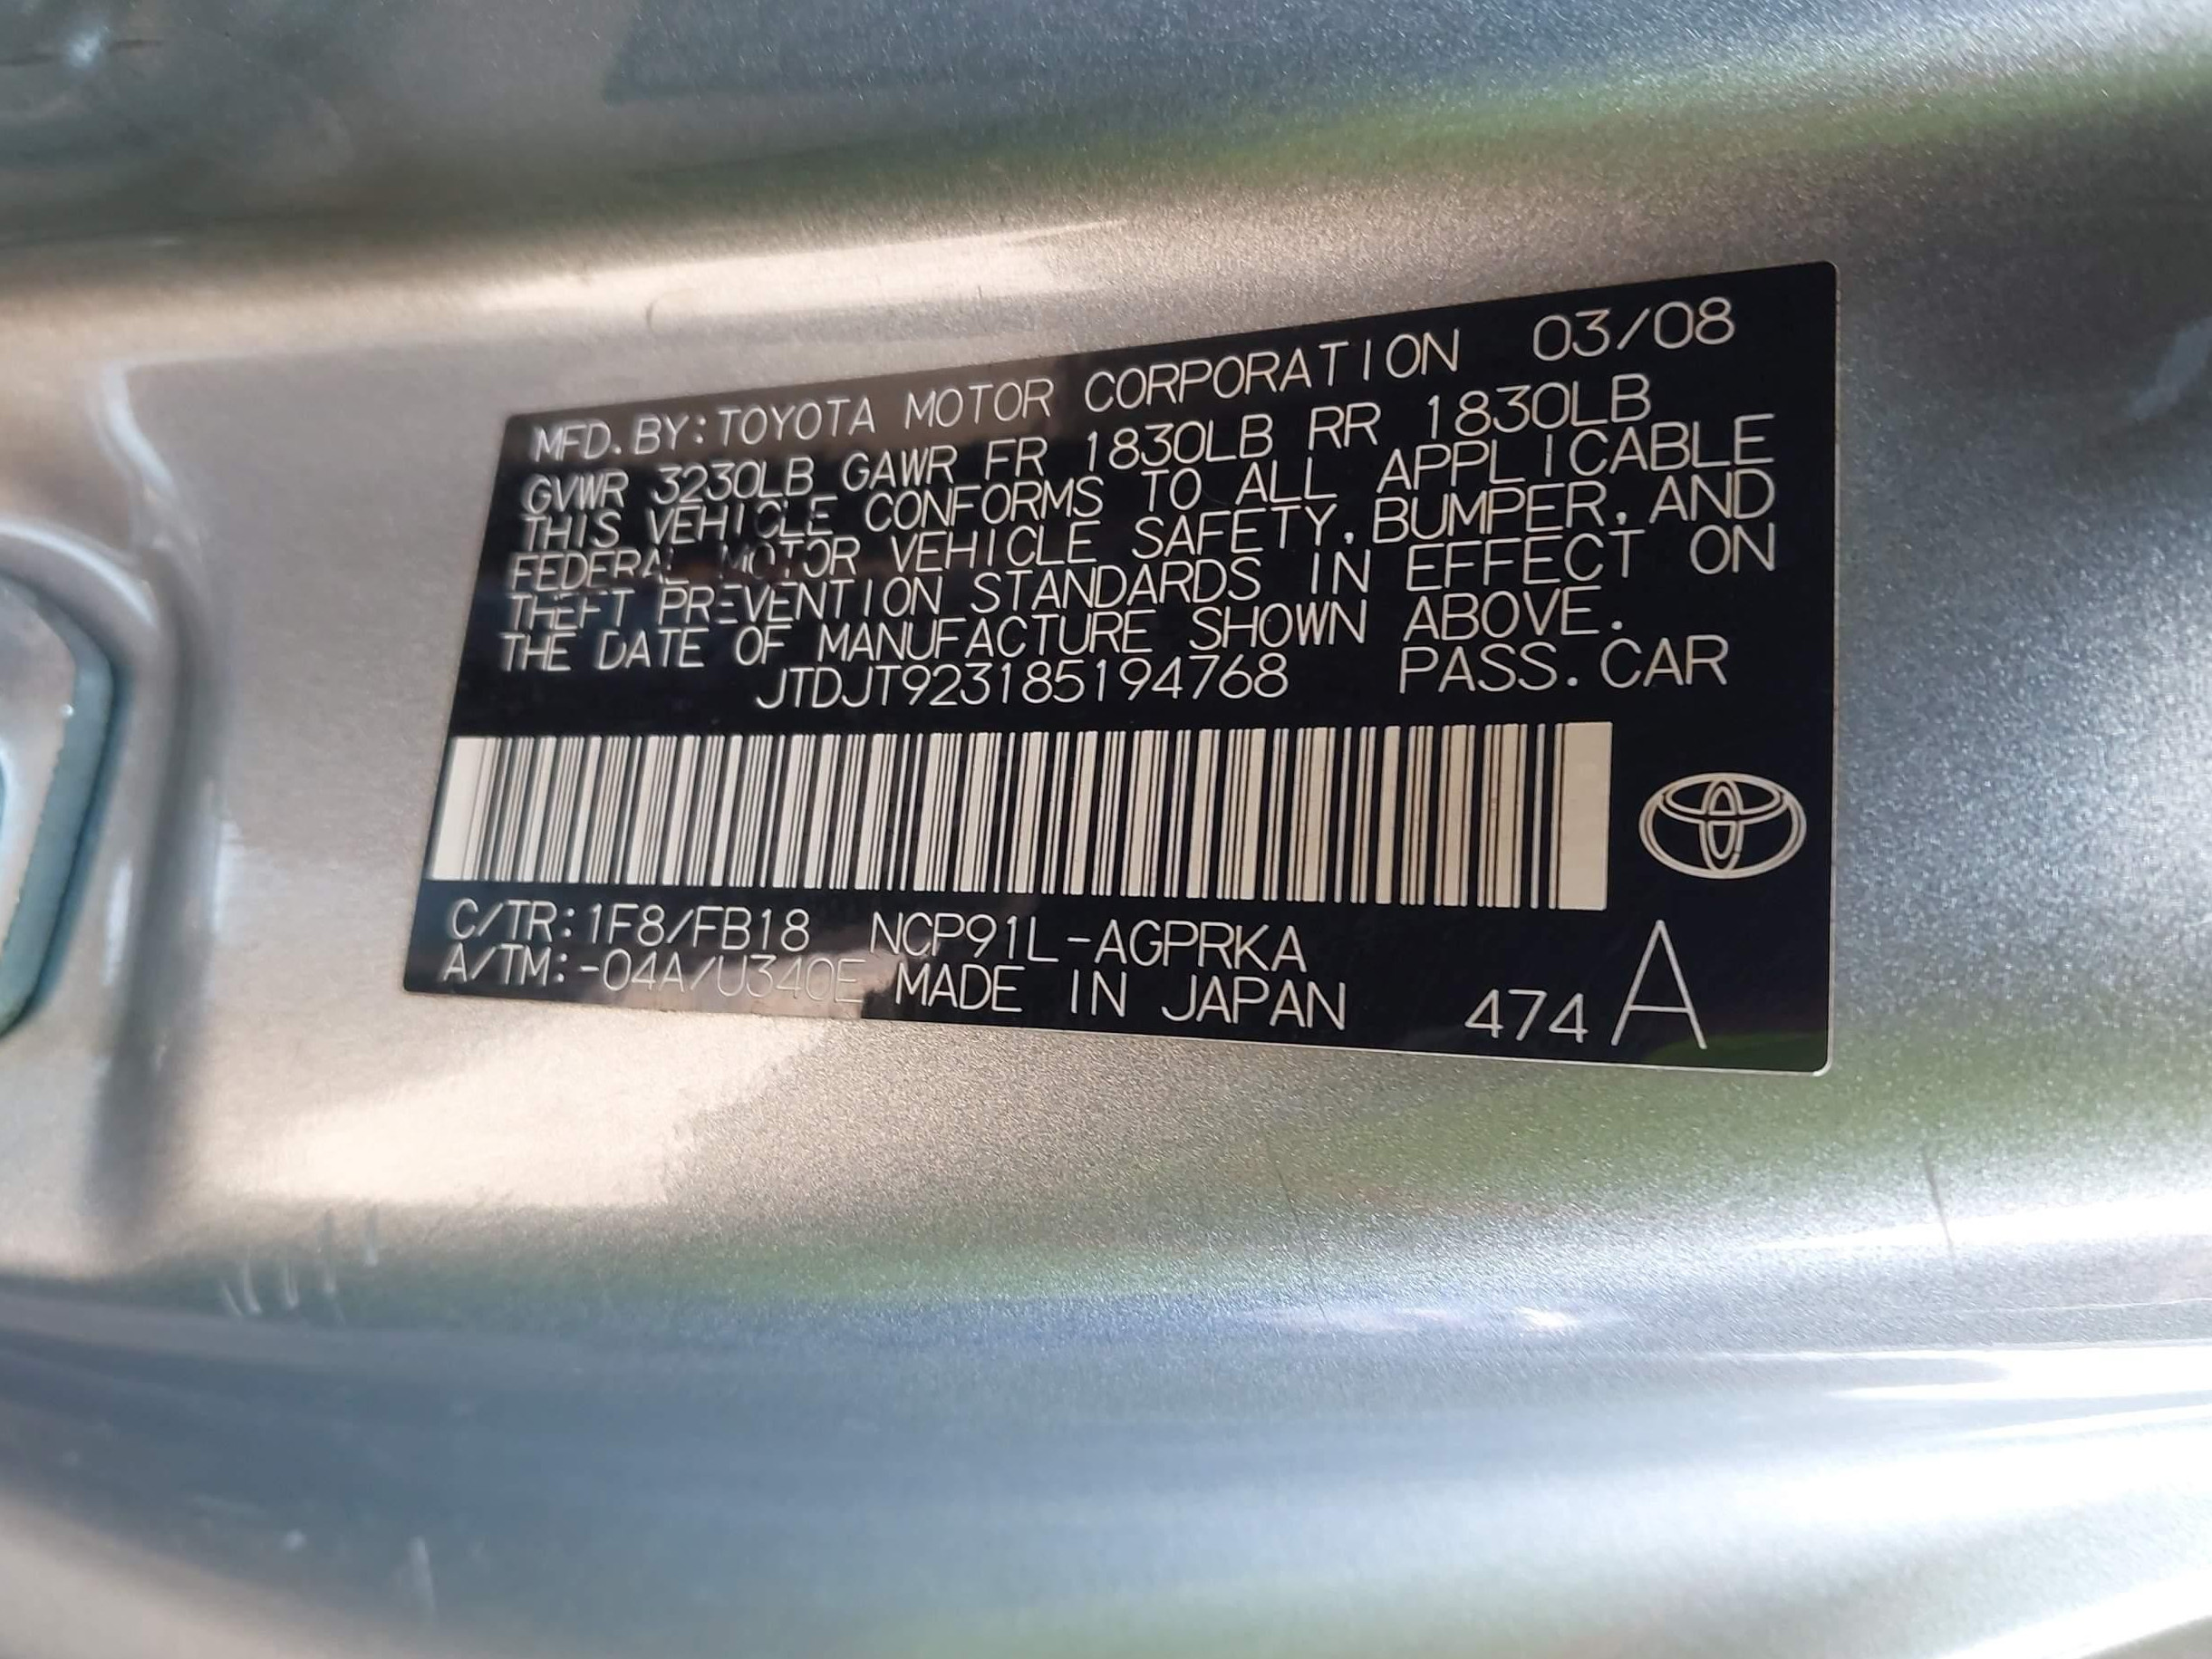 MFD. BY: TOYOTA MOTOR CORPORATION 03/08
GVWR 3230LB GAWR FR 1830LB RR 1830LB
THIS VEHICLE CONFORMS TO ALL APPLICABLE
FEDERAL MOTOR VEHICLE SAFETY, BUMPER, AND
THEFT PREVENTION STANDARDS IN EFFECT ON
THE DATE OF MANUFACTURE SHOWN ABOVE.
JTDJT923185194768 PASS. CAR
C/TR: 1F8/FB18 NCP91L-AGPRKA
A/TM: -04A/U340E MADE IN JAPAN 474 A